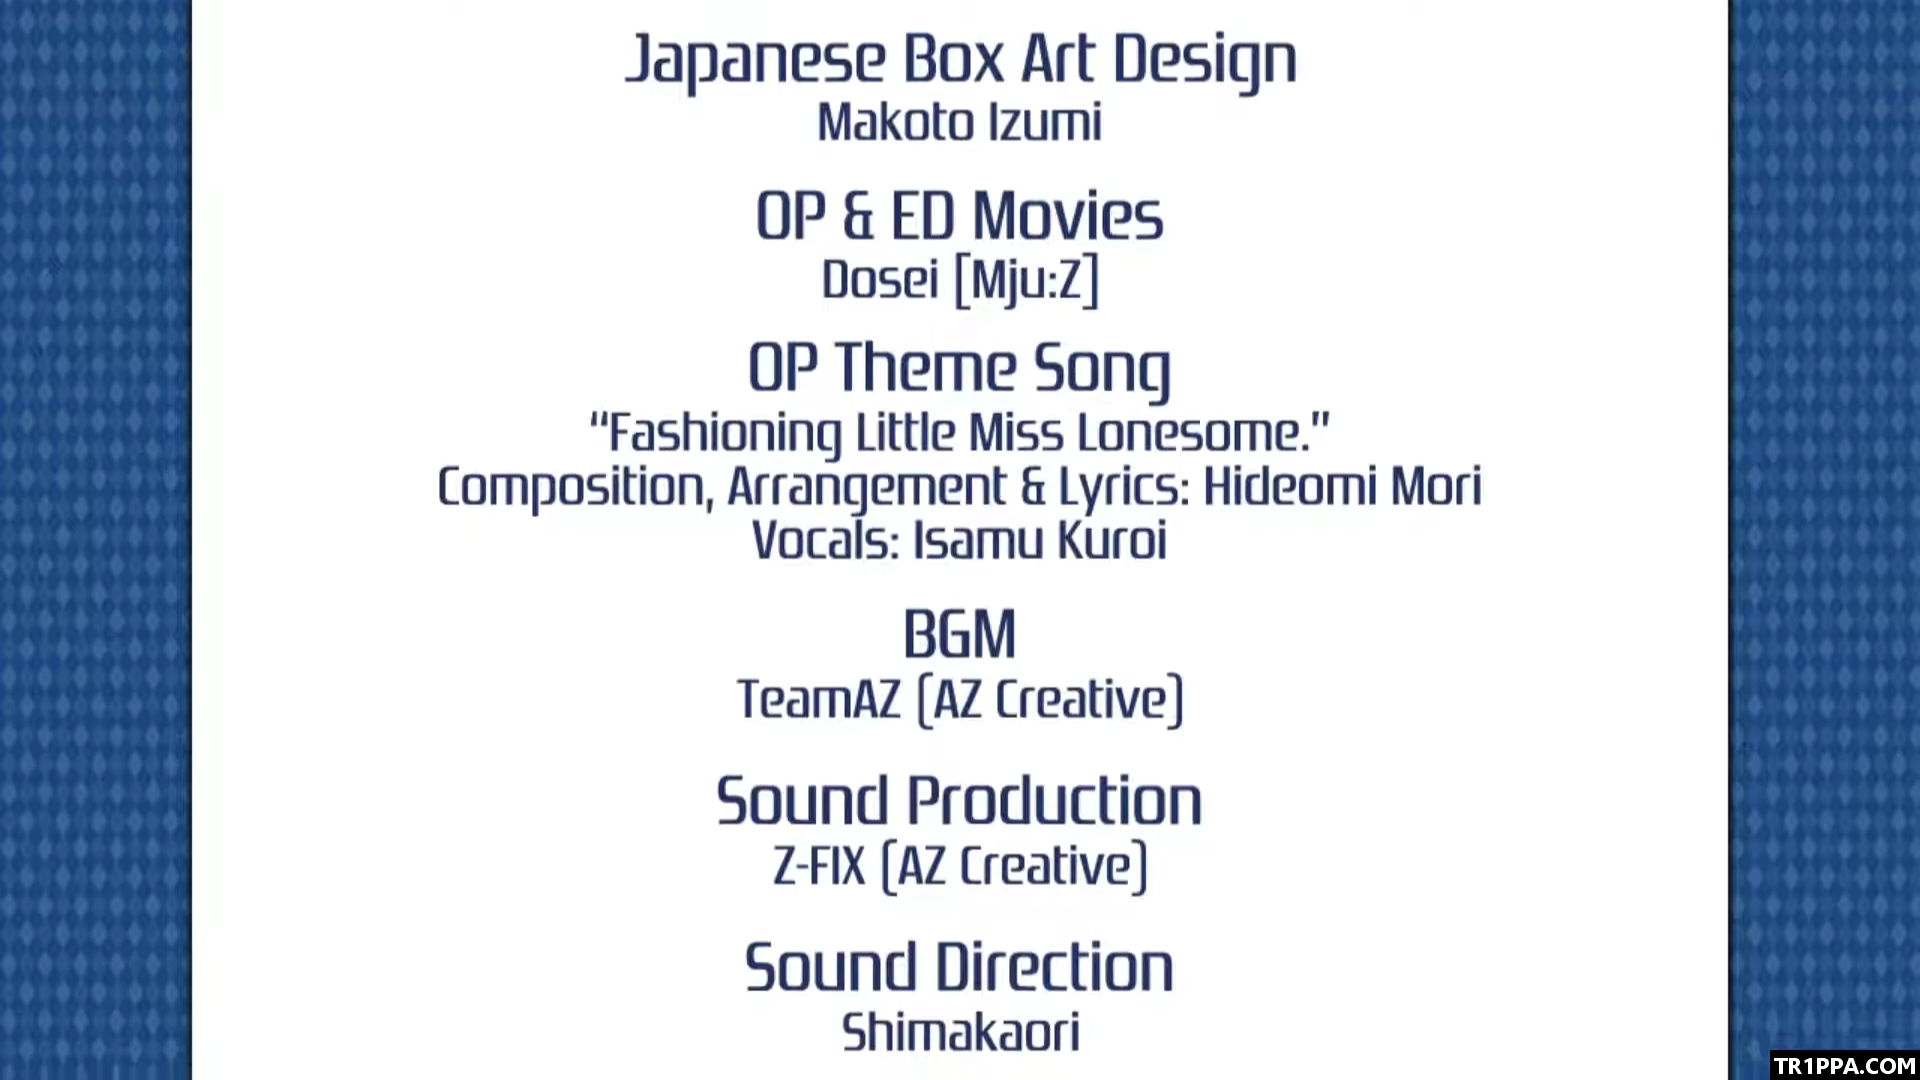 Japanese Box Art Design
Makoto Izumi
OP & ED Movies
Dosei [Mju:Z]
OP Theme Song
“Fashioning Little Miss Lonesome.”
Composition, Arrangement & Lyrics: Hideomi Mori
Vocals: Isamu Kuroi
BGM
TeamAZ (AZ Creative)
Sound Production
Z-FIX (AZ Creative)
Sound Direction
Shimakaori
TR1PPA.COM